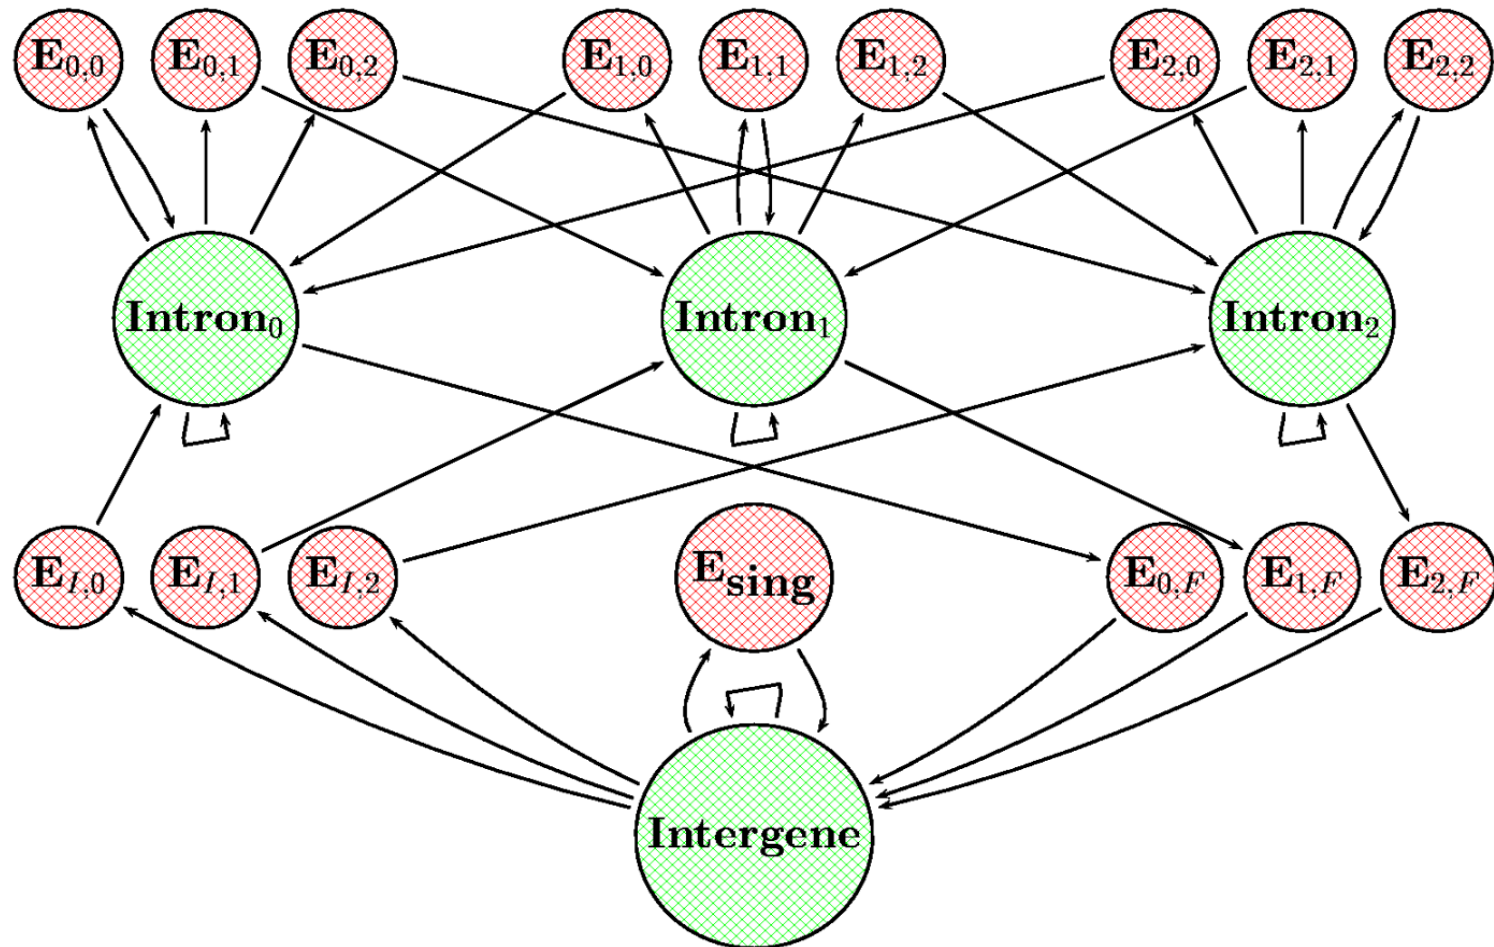 E0,0 E0,1 E0,2 E1,0 E1,1 E1,2 E2,0 E2,1 E2,2
Intron0 Intron1 Intron2
EI,0 EI,1 EI,2 Esing E0,F E1,F E2,F
Intergene